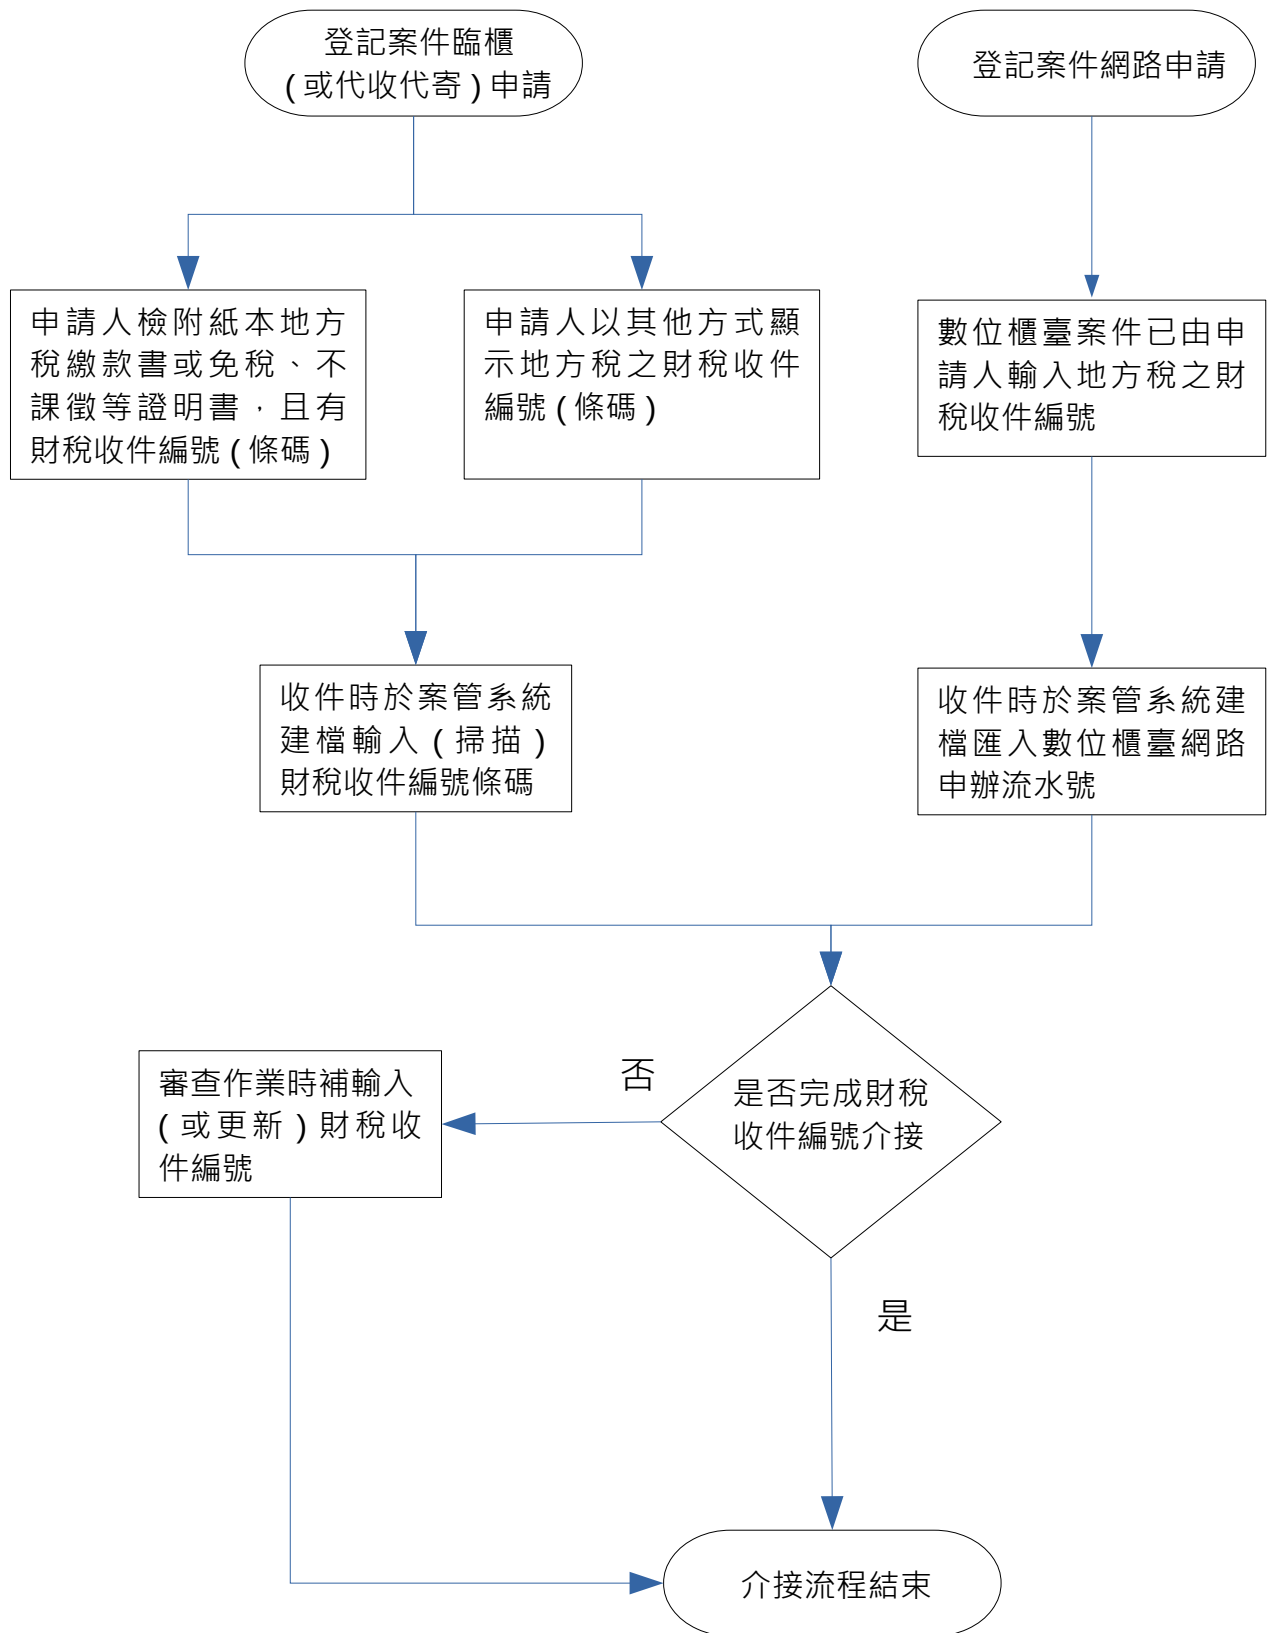 登記案件臨櫃
(或代收代寄)申請
登記案件網路申請
申請人檢附紙本地方
稅繳款書或免稅、不
課徵等證明書，且有
財稅收件編號(條碼)
申請人以其他方式顯
示地方稅之財稅收件
編號(條碼)
數位櫃臺案件已由申
請人輸入地方稅之財
稅收件編號
收件時於案管系統
建檔輸入(掃描)
財稅收件編號條碼
收件時於案管系統建
檔匯入數位櫃臺網路
申辦流水號
是否完成財稅
收件編號介接
否
審查作業時補輸入
(或更新)財稅收
件編號
是
介接流程結束